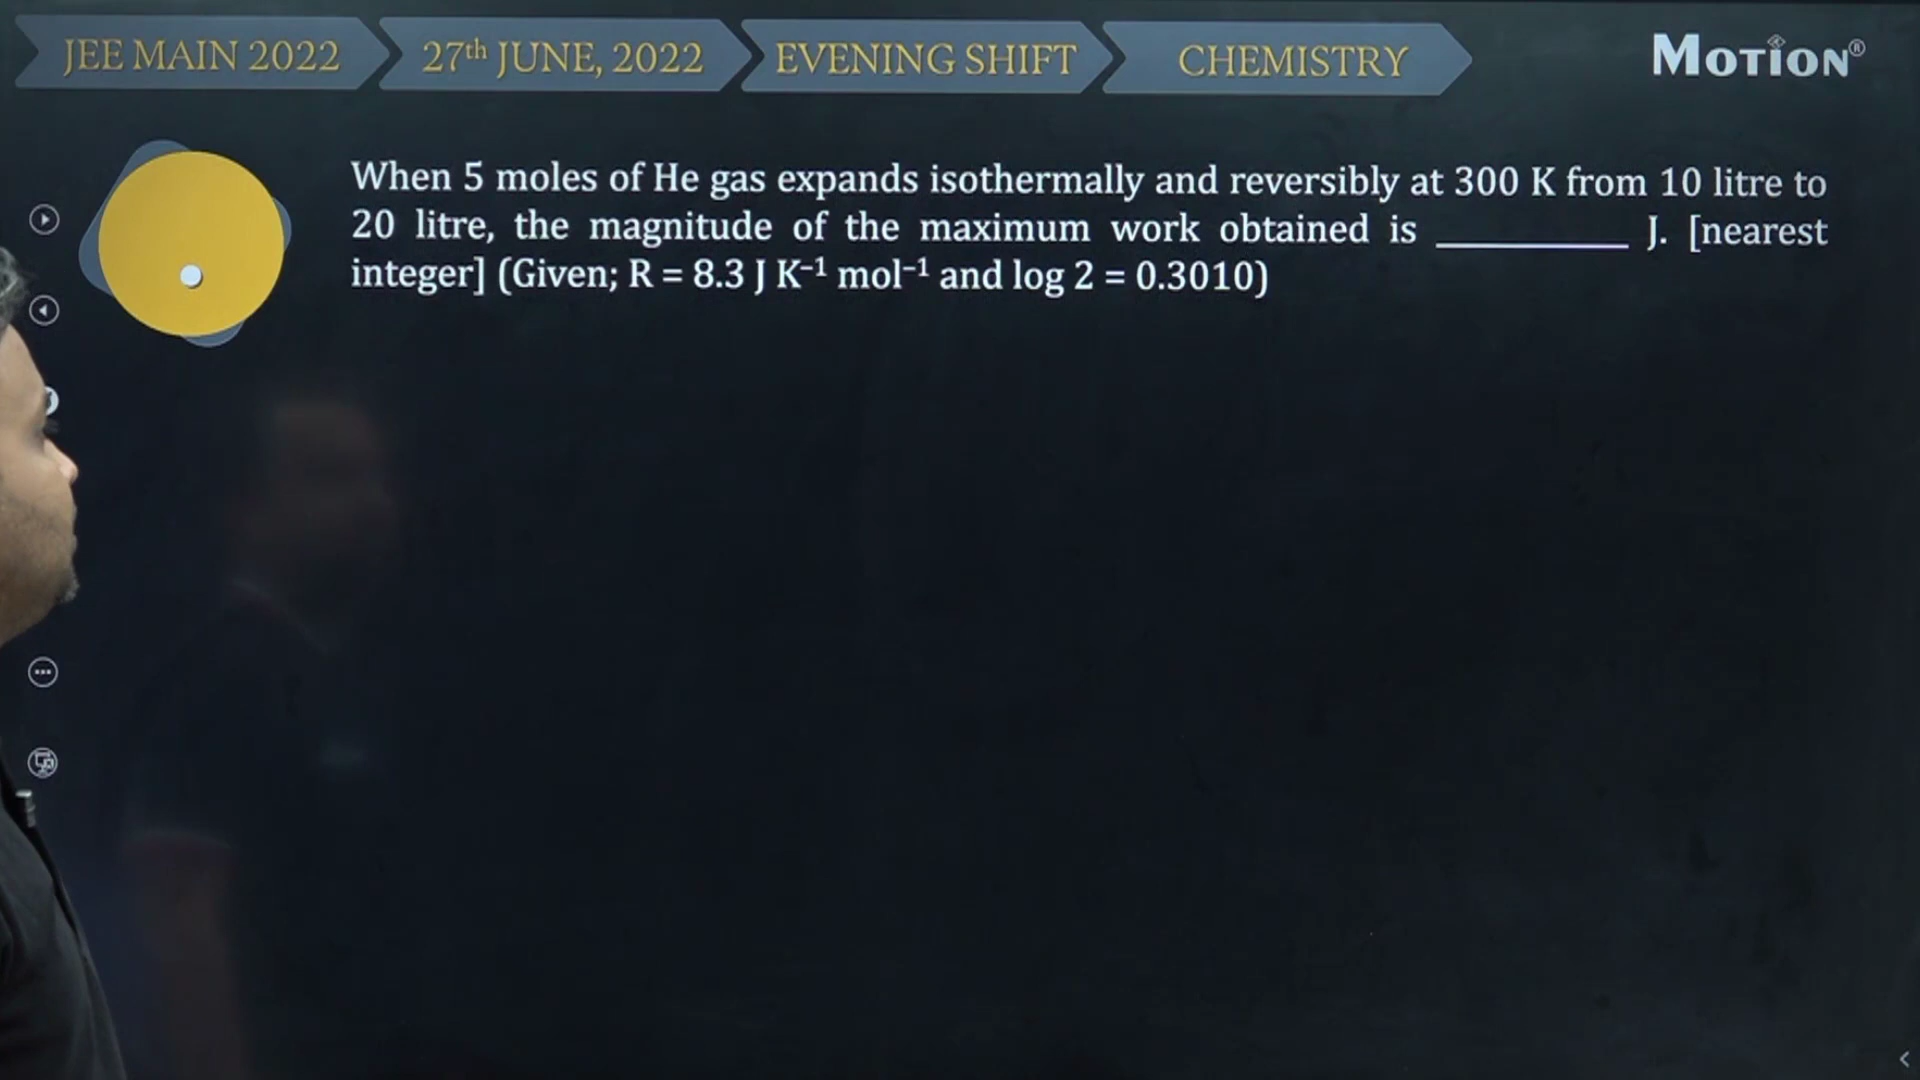 JEE MAIN 2022
27th JUNE, 2022
EVENING SHIFT
CHEMISTRY
MOTION®
When 5 moles of He gas expands isothermally and reversibly at 300 K from 10 litre to
20 litre, the magnitude of the maximum work obtained is __________ J. [nearest
integer] (Given; R = 8.3 J K⁻¹ mol⁻¹ and log 2 = 0.3010)